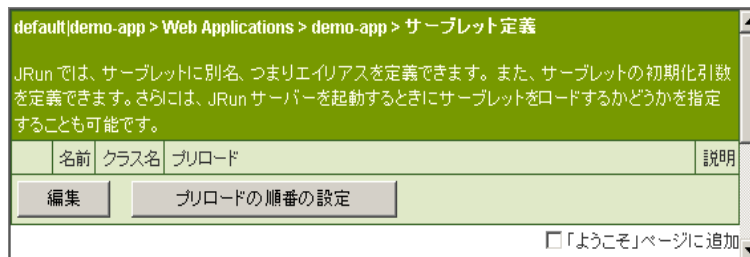 default|demo-app > Web Applications > demo-app > サーブレット定義
JRun では、サーブレットに別名、つまりエイリアスを定義できます。また、サーブレットの初期化引数
を定義できます。さらには、JRun サーバーを起動するときにサーブレットをロードするかどうかを指定
することも可能です。
名前 クラス名 プリロード 説明
編集 プリロードの順番の設定
「ようこそ」ページに追加